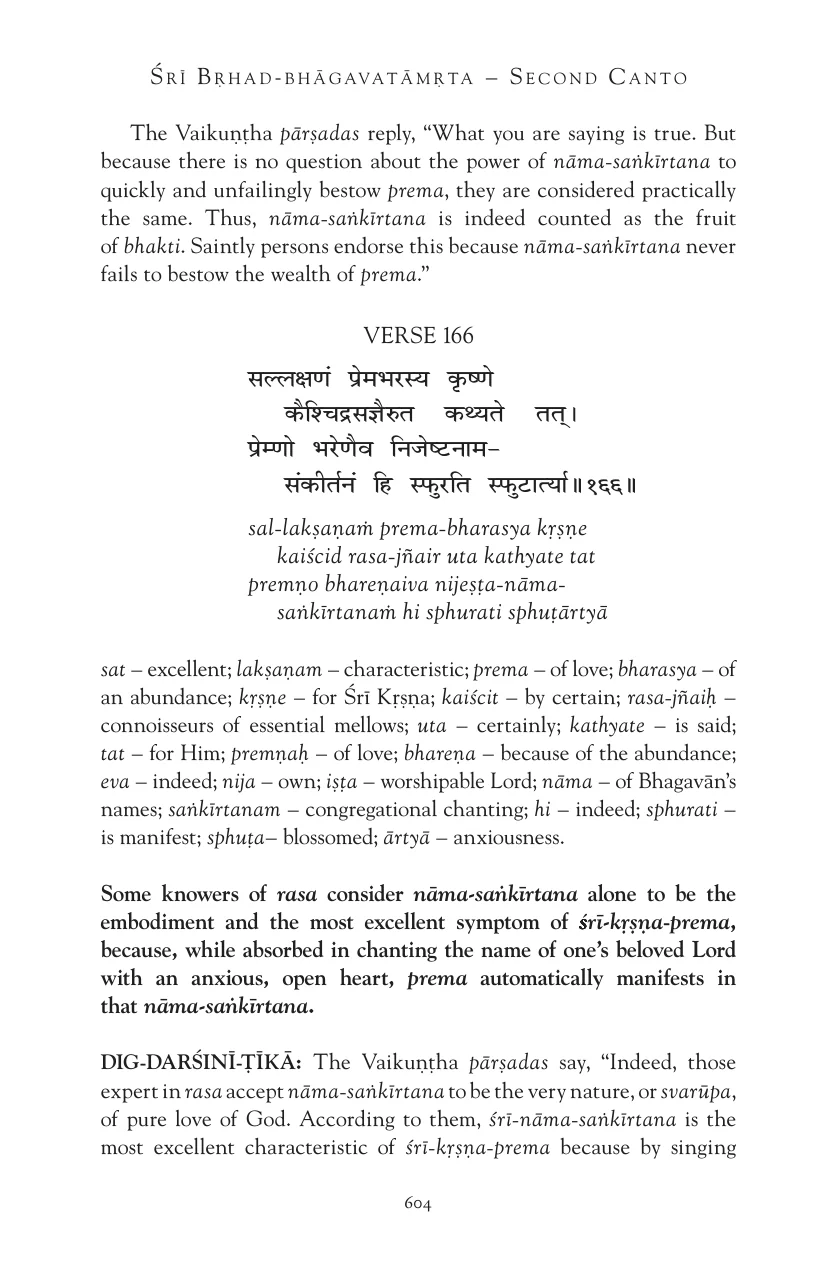 Śrī Bṛhad-bhāgavatāmṛta – Second Canto
The Vaikuṇṭha pārṣadas reply, “What you are saying is true. But
because there is no question about the power of nāma-saṅkīrtana to
quickly and unfailingly bestow prema, they are considered practically
the same. Thus, nāma-saṅkīrtana is indeed counted as the fruit
of bhakti. Saintly persons endorse this because nāma-saṅkīrtana never
fails to bestow the wealth of prema.”
VERSE 166
सल्लक्षणं प्रेमभरस्य कृष्णे
कैश्चिद्रसज्ञैरुत कथ्यते तत्।
प्रेम्णो भरेणैव निजेष्टनाम–
संकीर्तनं हि स्फुरति स्फुटार्त्या॥१६६॥
sal-lakṣaṇaṁ prema-bharasya kṛṣṇe
kaiścid rasa-jñair uta kathyate tat
premṇo bhareṇaiva nijeṣṭa-nāma-
saṅkīrtanaṁ hi sphurati sphuṭārtyā
sat – excellent; lakṣaṇam – characteristic; prema – of love; bharasya – of
an abundance; kṛṣṇe – for Śrī Kṛṣṇa; kaiścit – by certain; rasa-jñaiḥ –
connoisseurs of essential mellows; uta – certainly; kathyate – is said;
tat – for Him; premṇaḥ – of love; bhareṇa – because of the abundance;
eva – indeed; nija – own; iṣṭa – worshipable Lord; nāma – of Bhagavān’s
names; saṅkīrtanam – congregational chanting; hi – indeed; sphurati –
is manifest; sphuṭa– blossomed; ārtyā – anxiousness.
Some knowers of rasa consider nāma-saṅkīrtana alone to be the
embodiment and the most excellent symptom of śrī-kṛṣṇa-prema,
because, while absorbed in chanting the name of one’s beloved Lord
with an anxious, open heart, prema automatically manifests in
that nāma-saṅkīrtana.
DIG-DARŚINĪ-ṬĪKĀ: The Vaikuṇṭha pārṣadas say, “Indeed, those
expert in rasa accept nāma-saṅkīrtana to be the very nature, or svarūpa,
of pure love of God. According to them, śrī-nāma-saṅkīrtana is the
most excellent characteristic of śrī-kṛṣṇa-prema because by singing
604